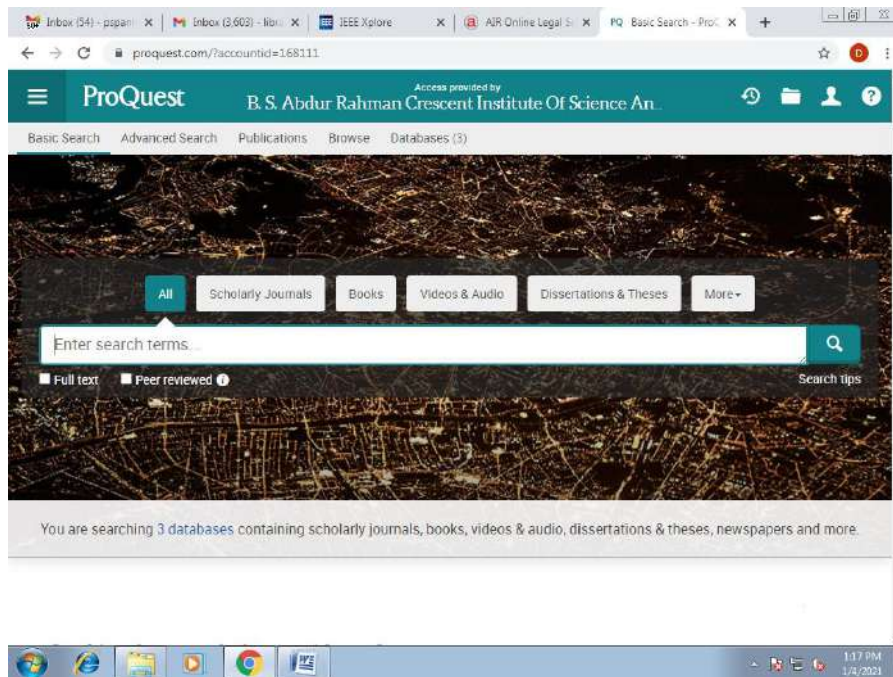 Inbox (54) - pspan
Inbox (3,603) - libr
IEEE Xplore
AIR Online Legal S
PQ Basic Search - ProQ
proquest.com/?accountid=168111
D
ProQuest
Access provided by
B. S. Abdur Rahman Crescent Institute Of Science An...
Basic Search Advanced Search Publications Browse Databases (3)
All Scholarly Journals Books Videos & Audio Dissertations & Theses More
Enter search terms...
Full text Peer reviewed Search tips
You are searching 3 databases containing scholarly journals, books, videos & audio, dissertations & theses, newspapers and more.
1:17 PM
1/4/2021